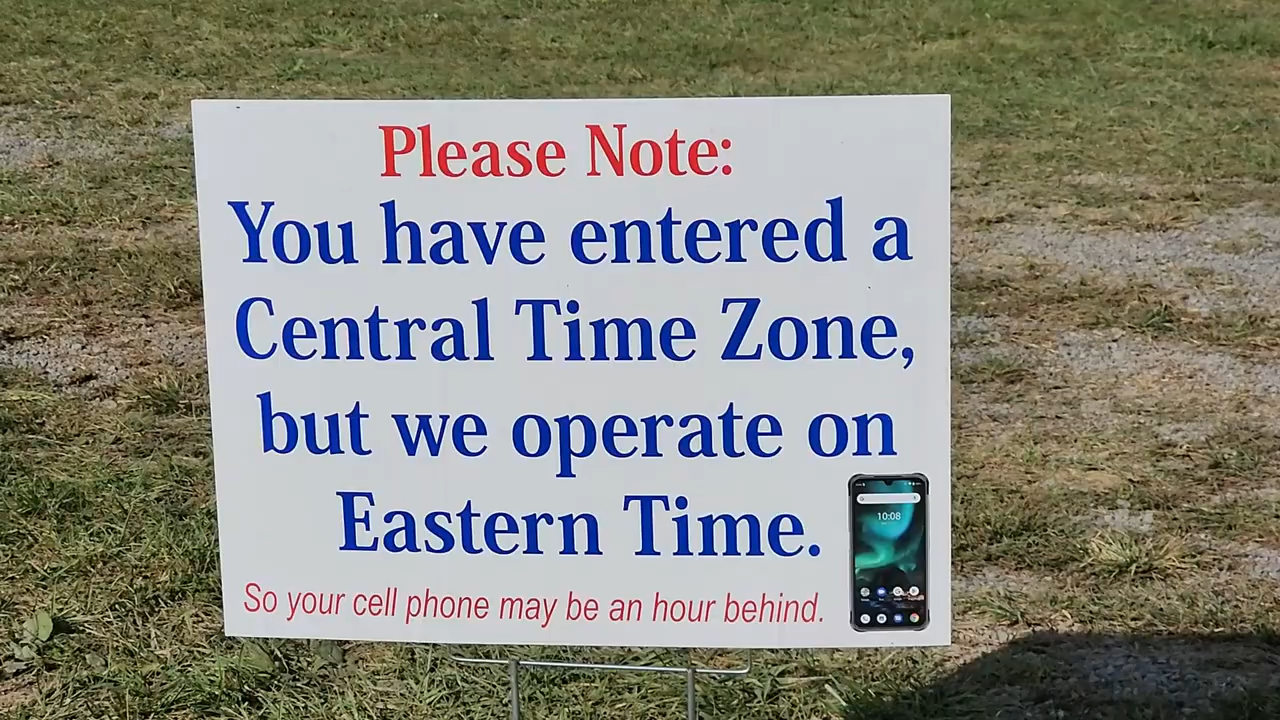 Please Note:
You have entered a
Central Time Zone,
but we operate on
Eastern Time.
10:08
So your cell phone may be an hour behind.